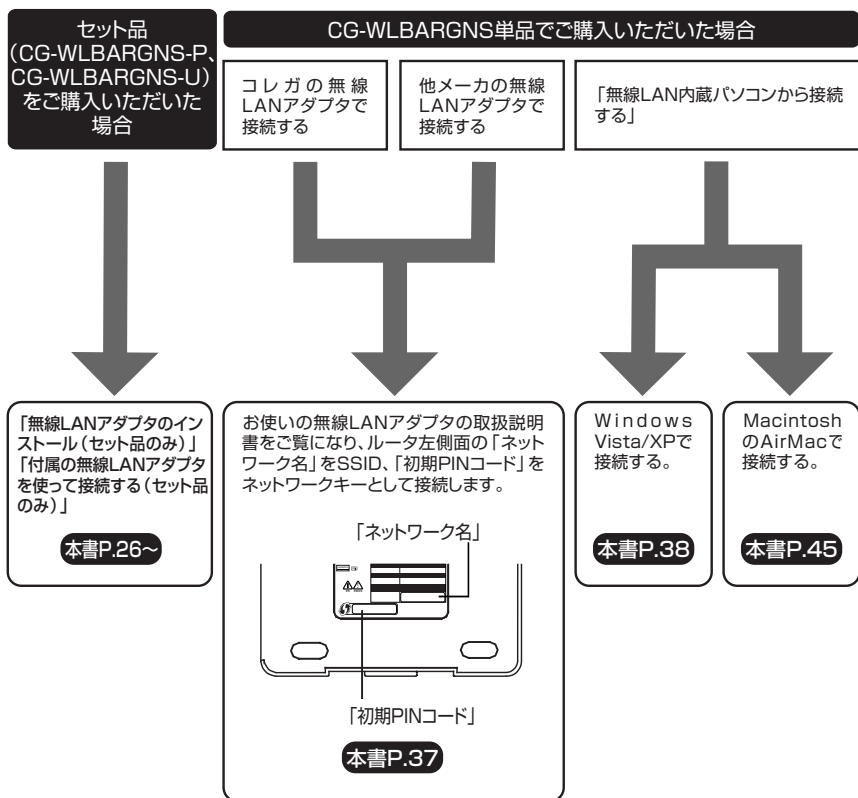 セット品
（CG-WLBARGNS-P、
CG-WLBARGNS-U）
をご購入いただいた
場合
CG-WLBARGNS単品でご購入いただいた場合
コレガの無線
LANアダプタで
接続する
他メーカの無線
LANアダプタで
接続する
「無線LAN内蔵パソコンから接続
する」
「無線LANアダプタのイン
ストール（セット品のみ）」
「付属の無線LANアダプタ
を使って接続する（セット品
のみ）」
本書P.26〜
お使いの無線LANアダプタの取扱説明
書をご覧になり、ルータ左側面の「ネット
ワーク名」をSSID、「初期PINコード」を
ネットワークキーとして接続します。
「ネットワーク名」
「初期PINコード」
本書P.37
Windows
Vista/XPで
接続する。
本書P.38
Macintosh
のAirMacで
接続する。
本書P.45